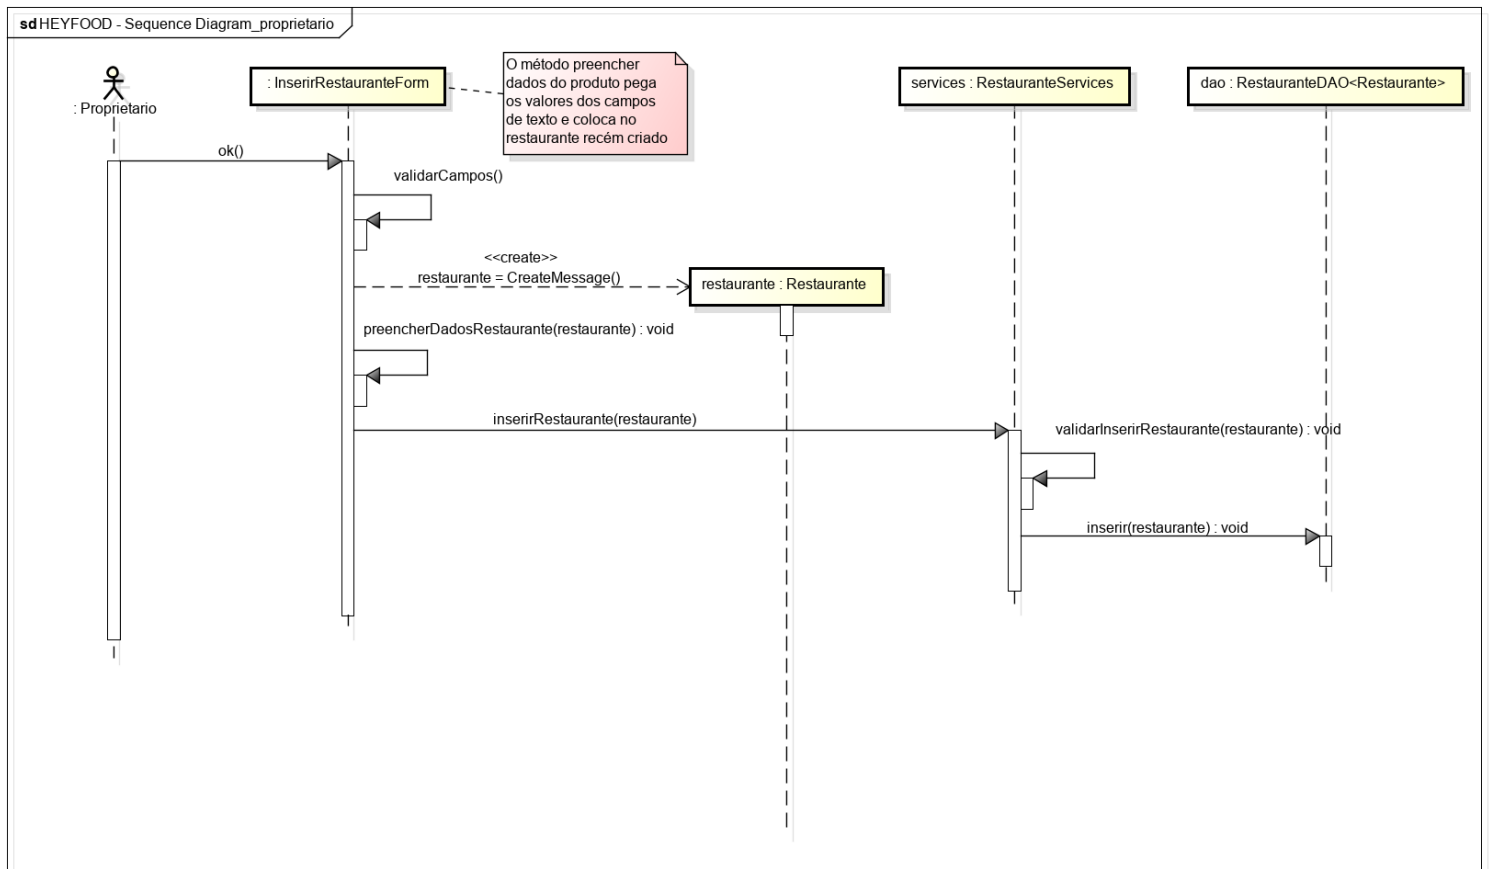 sd HEYFOOD - Sequence Diagram_proprietario
: Proprietario
: InserirRestauranteForm
O método preencher
dados do produto pega
os valores dos campos
de texto e coloca no
restaurante recém criado
services : RestauranteServices
dao : RestauranteDAO<Restaurante>
ok()
validarCampos()
<<create>>
restaurante = CreateMessage()
restaurante : Restaurante
preencherDadosRestaurante(restaurante) : void
inserirRestaurante(restaurante)
validarInserirRestaurante(restaurante) : void
inserir(restaurante) : void